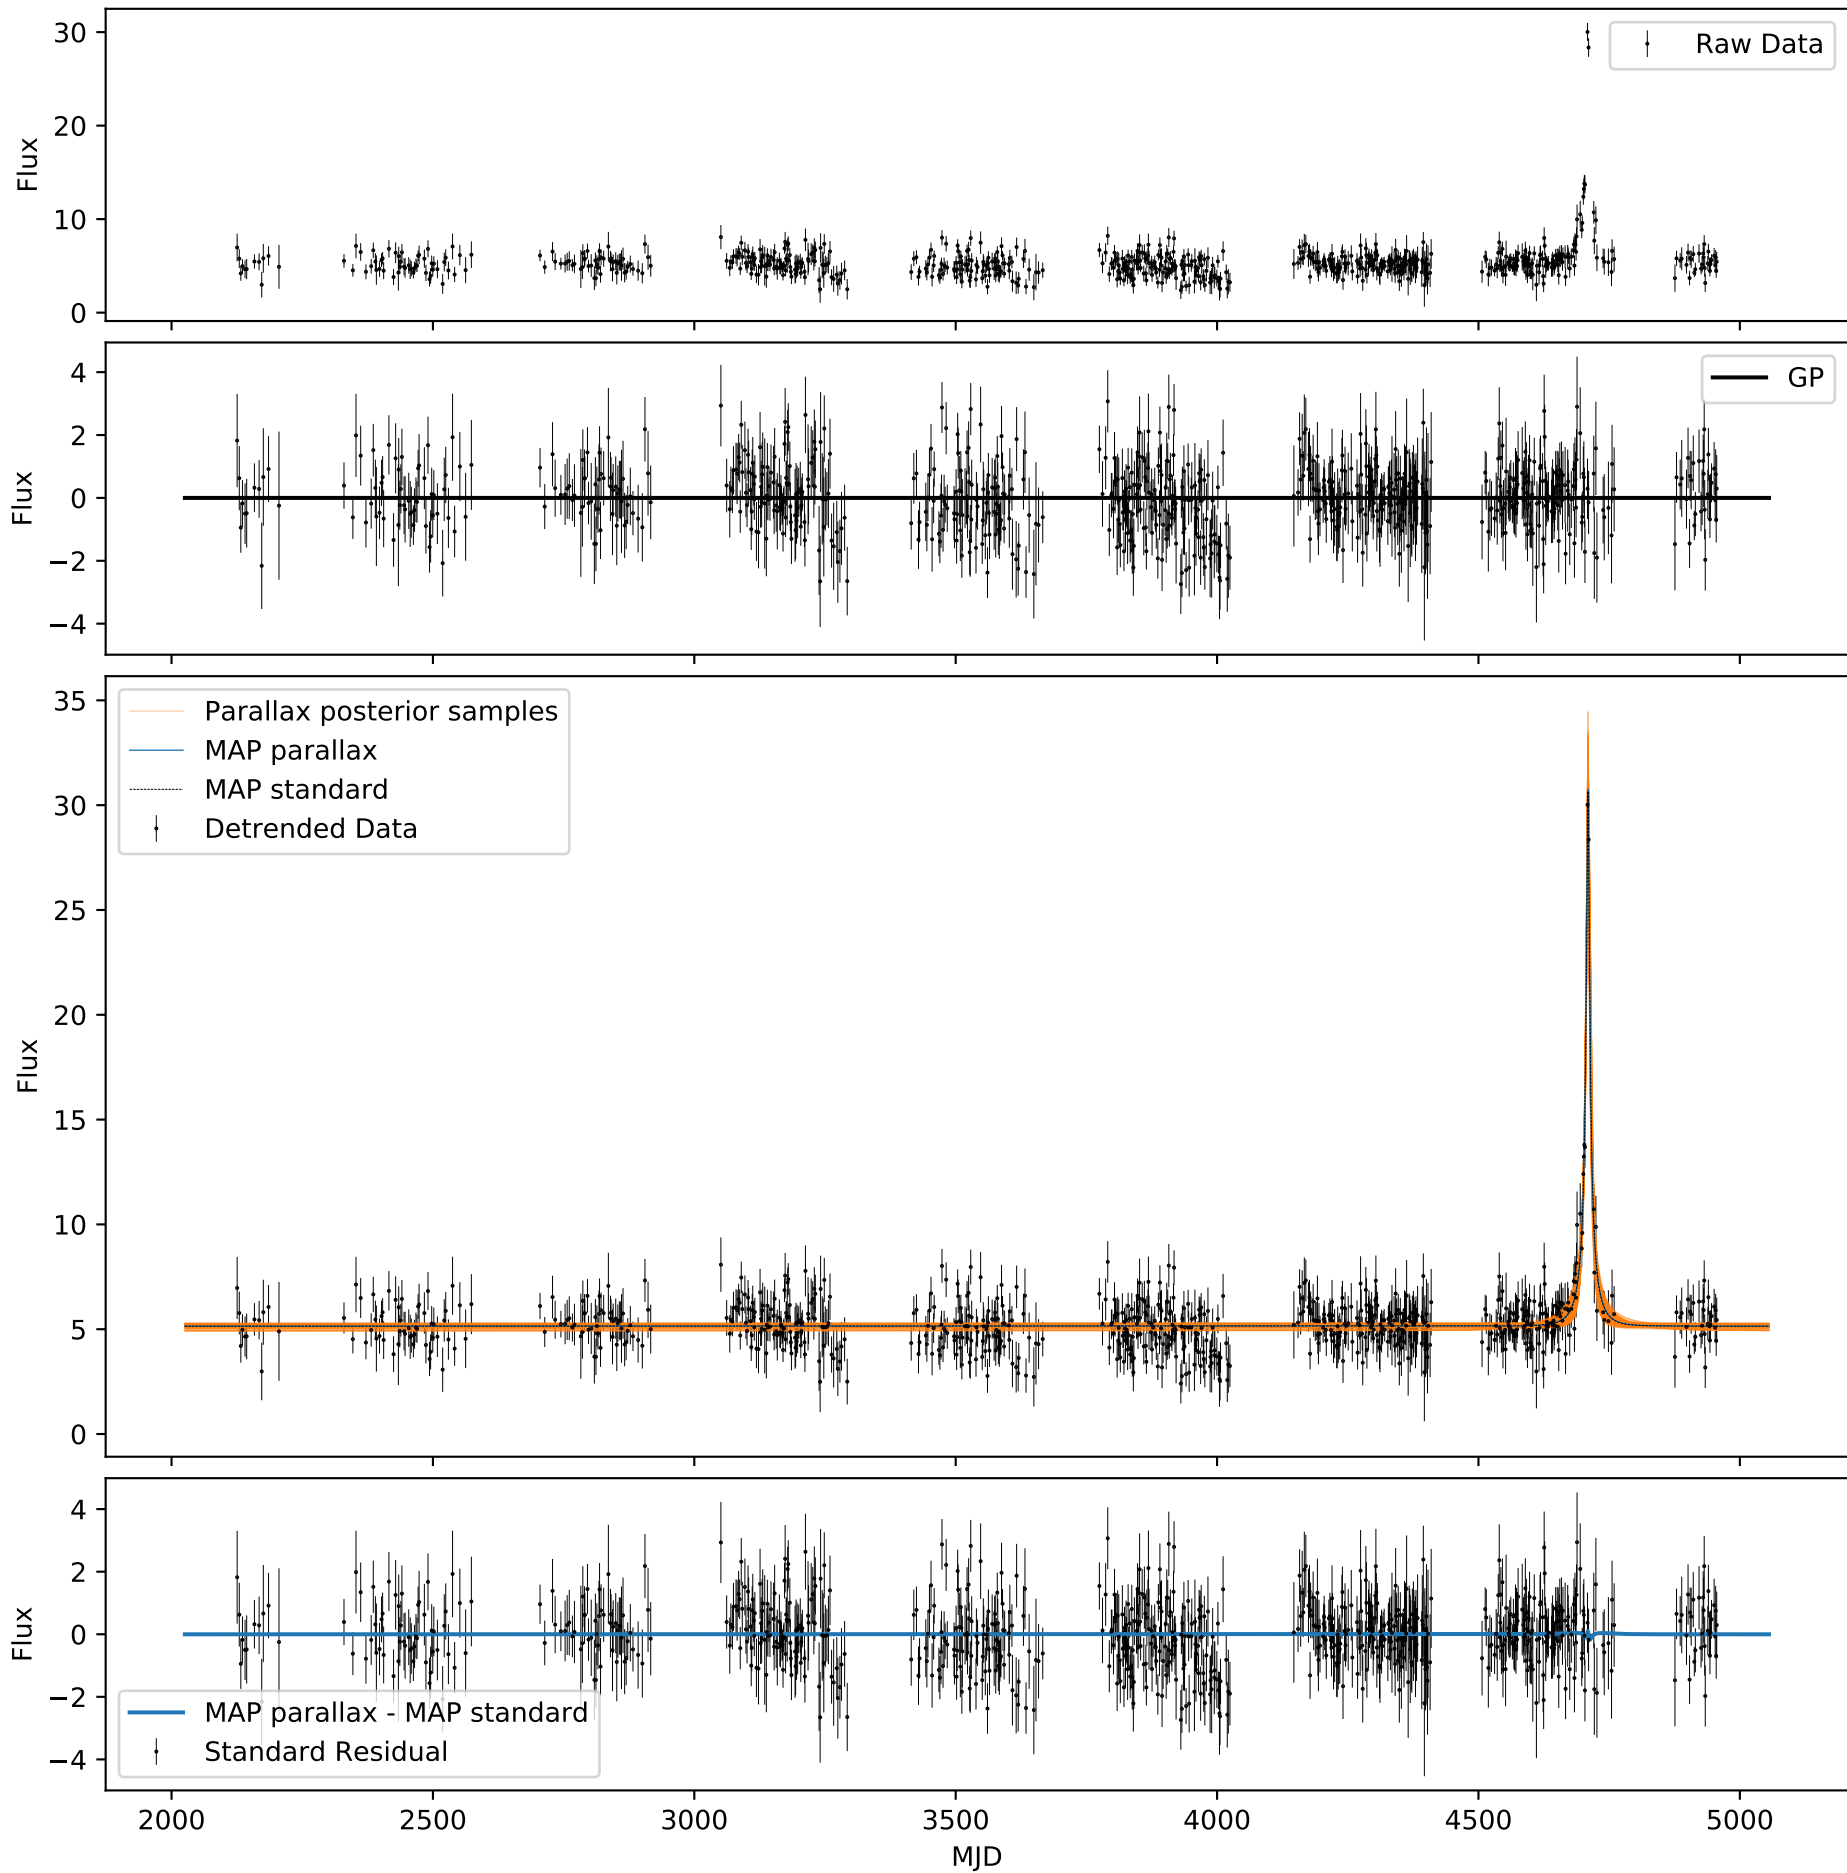 30
20
10
0
Flux
Raw Data
4
2
0
−2
−4
Flux
GP
35
30
25
20
15
10
5
0
Flux
Parallax posterior samples
MAP parallax
MAP standard
Detrended Data
4
2
0
−2
−4
Flux
MAP parallax - MAP standard
Standard Residual
2000 2500 3000 3500 4000 4500 5000
MJD